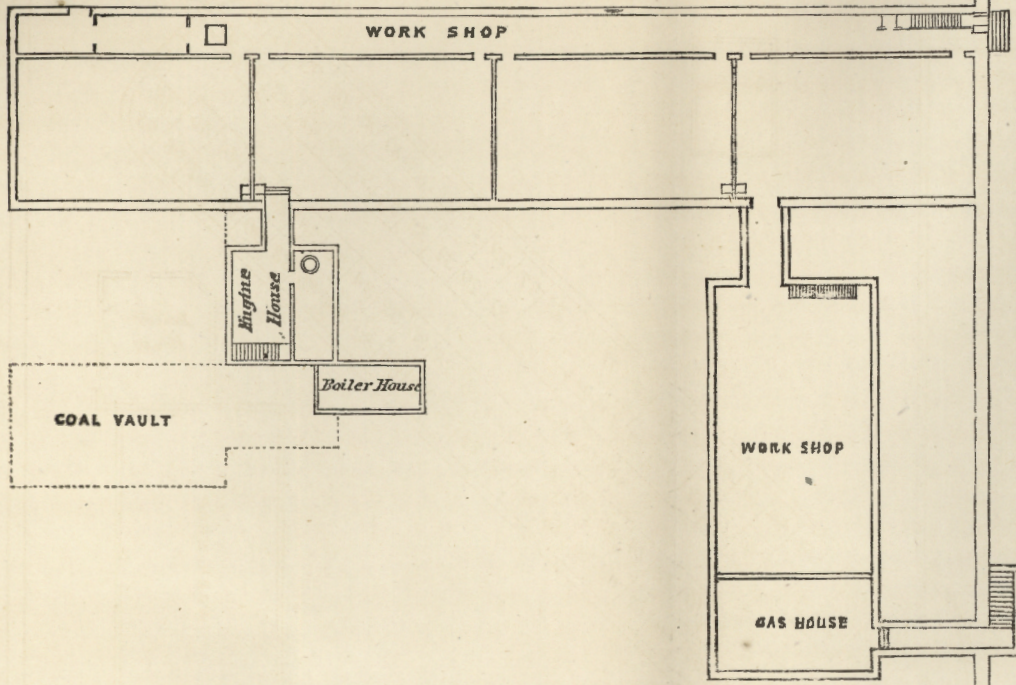 WORK SHOP
Engine
House
Boiler House
COAL VAULT
WORK SHOP
GAS HOUSE